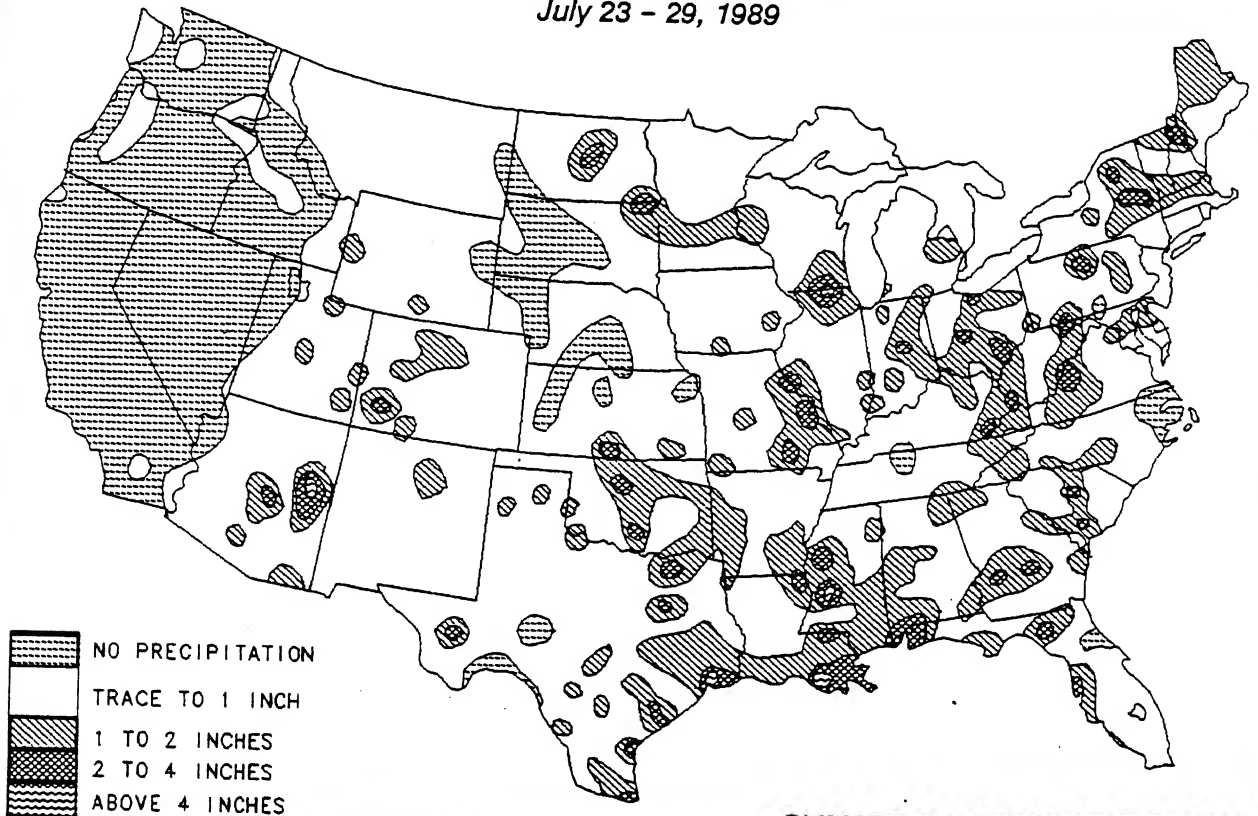 July 23 – 29, 1989
NO PRECIPITATION
TRACE TO 1 INCH
1 TO 2 INCHES
2 TO 4 INCHES
ABOVE 4 INCHES